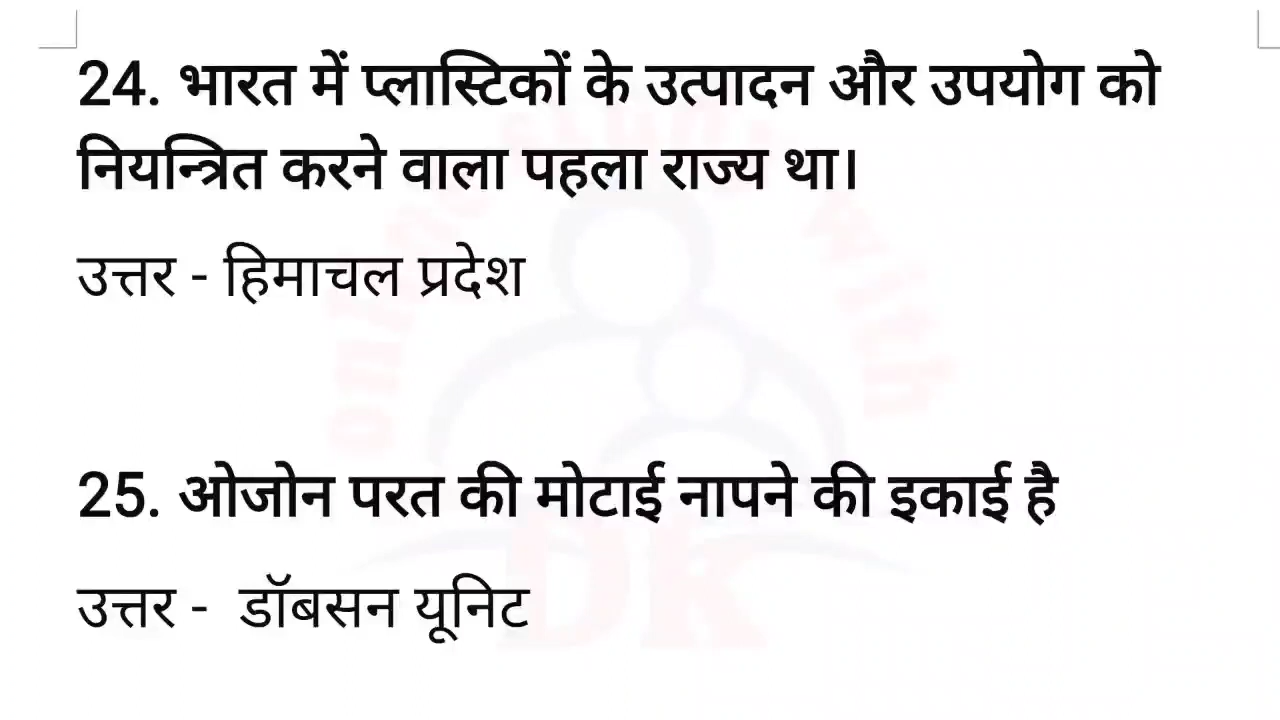 24. भारत में प्लास्टिकों के उत्पादन और उपयोग को
नियन्त्रित करने वाला पहला राज्य था।
उत्तर - हिमाचल प्रदेश
25. ओजोन परत की मोटाई नापने की इकाई है
उत्तर - डॉबसन यूनिट
DK